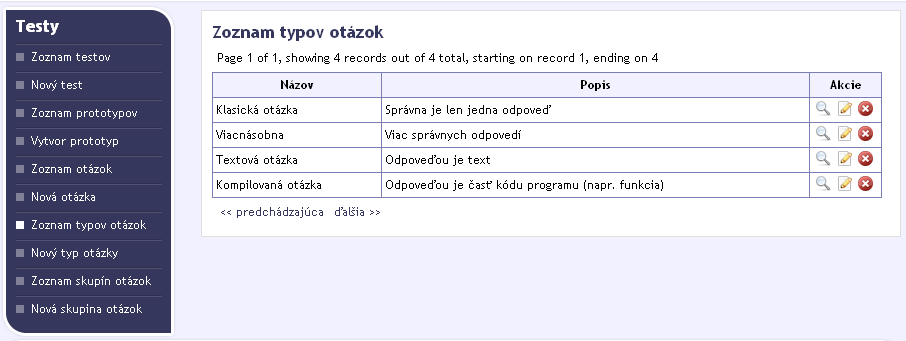 Testy
Zoznam testov
Nový test
Zoznam prototypov
Vytvor prototyp
Zoznam otázok
Nová otázka
Zoznam typov otázok
Nový typ otázky
Zoznam skupín otázok
Nová skupina otázok
Zoznam typov otázok
Page 1 of 1, showing 4 records out of 4 total, starting on record 1, ending on 4
Názov Popis Akcie
Klasická otázka Správna je len jedna odpoveď
Viacnásobna Viac správnych odpovedí
Textová otázka Odpoveďou je text
Kompilovaná otázka Odpoveďou je časť kódu programu (napr. funkcia)
<< predchádzajúca ďalšia >>